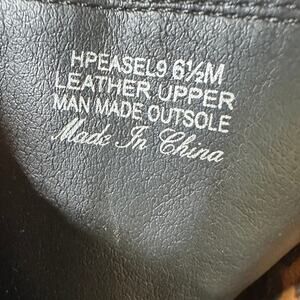 HPEASEL9 6½M
LEATHER UPPER
MAN MADE OUTSOLE
Made In China